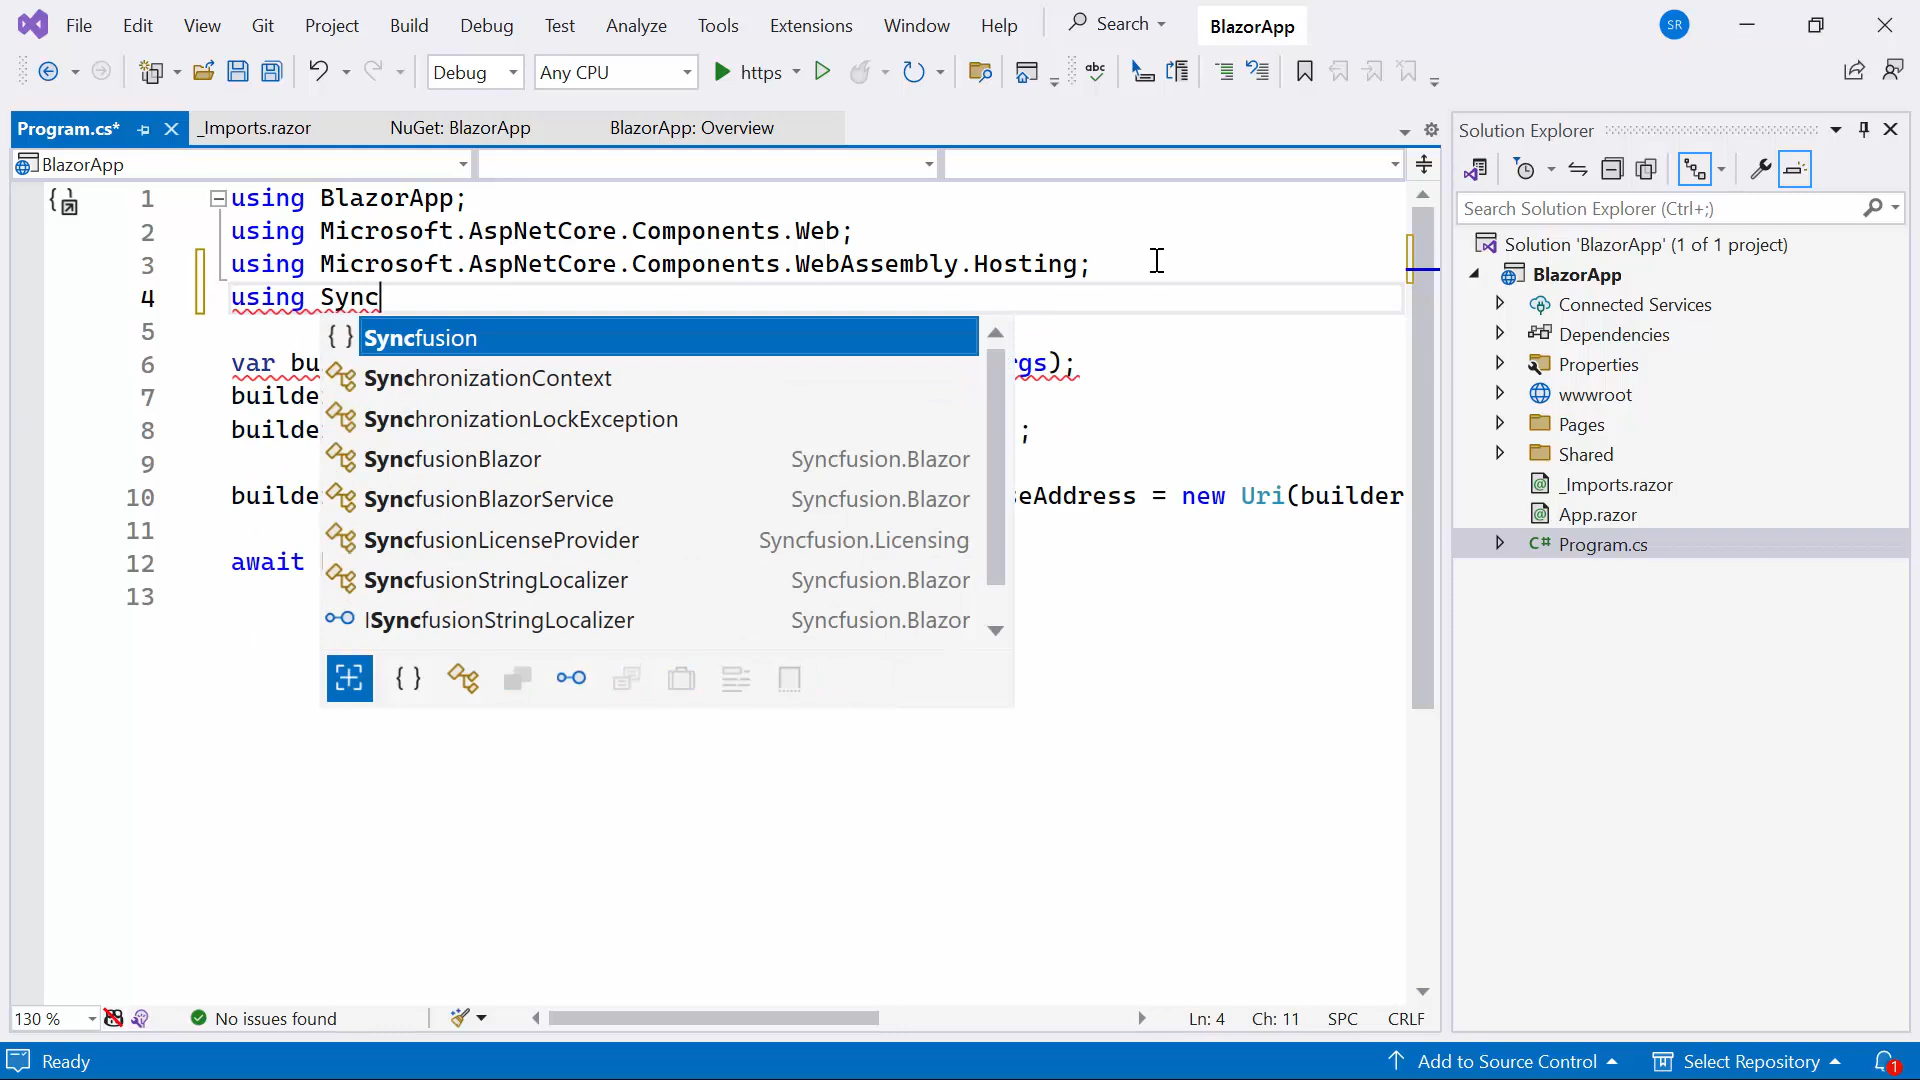 File Edit View Git Project Build Debug Test Analyze Tools Extensions Window Help Search BlazorApp SR
Debug Any CPU https abc
Program.cs* _Imports.razor NuGet: BlazorApp BlazorApp: Overview
BlazorApp
1 using BlazorApp;
2 using Microsoft.AspNetCore.Components.Web;
3 using Microsoft.AspNetCore.Components.WebAssembly.Hosting;
4 using Sync
5
{ } Syncfusion
6 var bu rgs);
SynchronizationContext
7 builde
SynchronizationLockException
8 builde ;
SyncfusionBlazor Syncfusion.Blazor
9
10 builde seAddress = new Uri(builder
SyncfusionBlazorService Syncfusion.Blazor
11
SyncfusionLicenseProvider Syncfusion.Licensing
12 await
SyncfusionStringLocalizer Syncfusion.Blazor
13
ISyncfusionStringLocalizer Syncfusion.Blazor
{ }
Solution Explorer
Search Solution Explorer (Ctrl+;)
Solution 'BlazorApp' (1 of 1 project)
BlazorApp
Connected Services
Dependencies
Properties
wwwroot
Pages
Shared
_Imports.razor
App.razor
C# Program.cs
130 % No issues found Ln: 4 Ch: 11 SPC CRLF
Ready Add to Source Control Select Repository 1